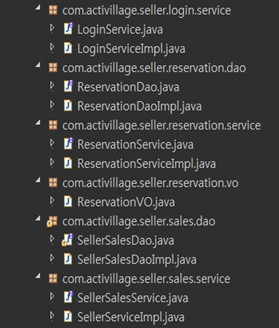 com.activillage.seller.login.service
LoginService.java
LoginServiceImpl.java
com.activillage.seller.reservation.dao
ReservationDao.java
ReservationDaoImpl.java
com.activillage.seller.reservation.service
ReservationService.java
ReservationServiceImpl.java
com.activillage.seller.reservation.vo
ReservationVO.java
com.activillage.seller.sales.dao
SellerSalesDao.java
SellerSalesDaoImpl.java
com.activillage.seller.sales.service
SellerSalesService.java
SellerServiceImpl.java